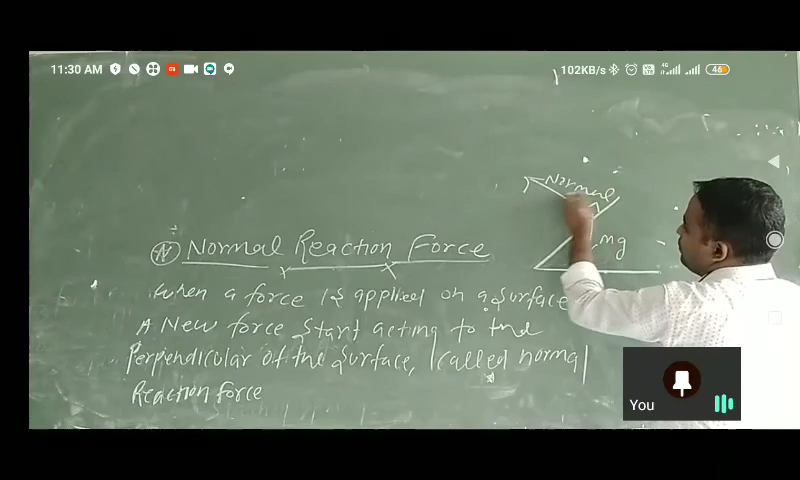 11:30 AM
102KB/s 4G 46
Normal
mg
(N) Normal Reaction Force
When a force is applied on a surface
A New force start acting to the
Perpendicular of the surface, called normal
Reaction force
You